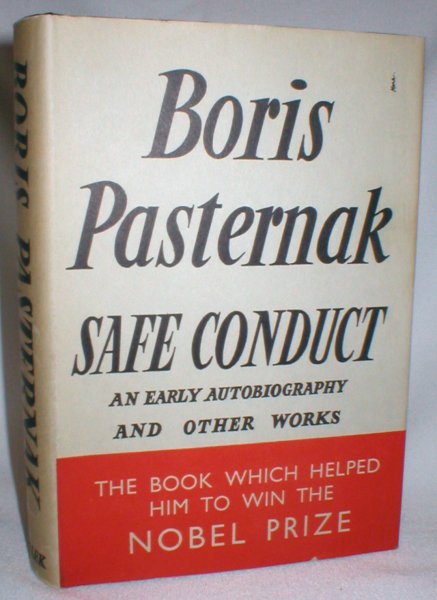 Boris
Pasternak
SAFE CONDUCT
AN EARLY AUTOBIOGRAPHY
AND OTHER WORKS
THE BOOK WHICH HELPED
HIM TO WIN THE
NOBEL PRIZE
BORIS PASTERNAK